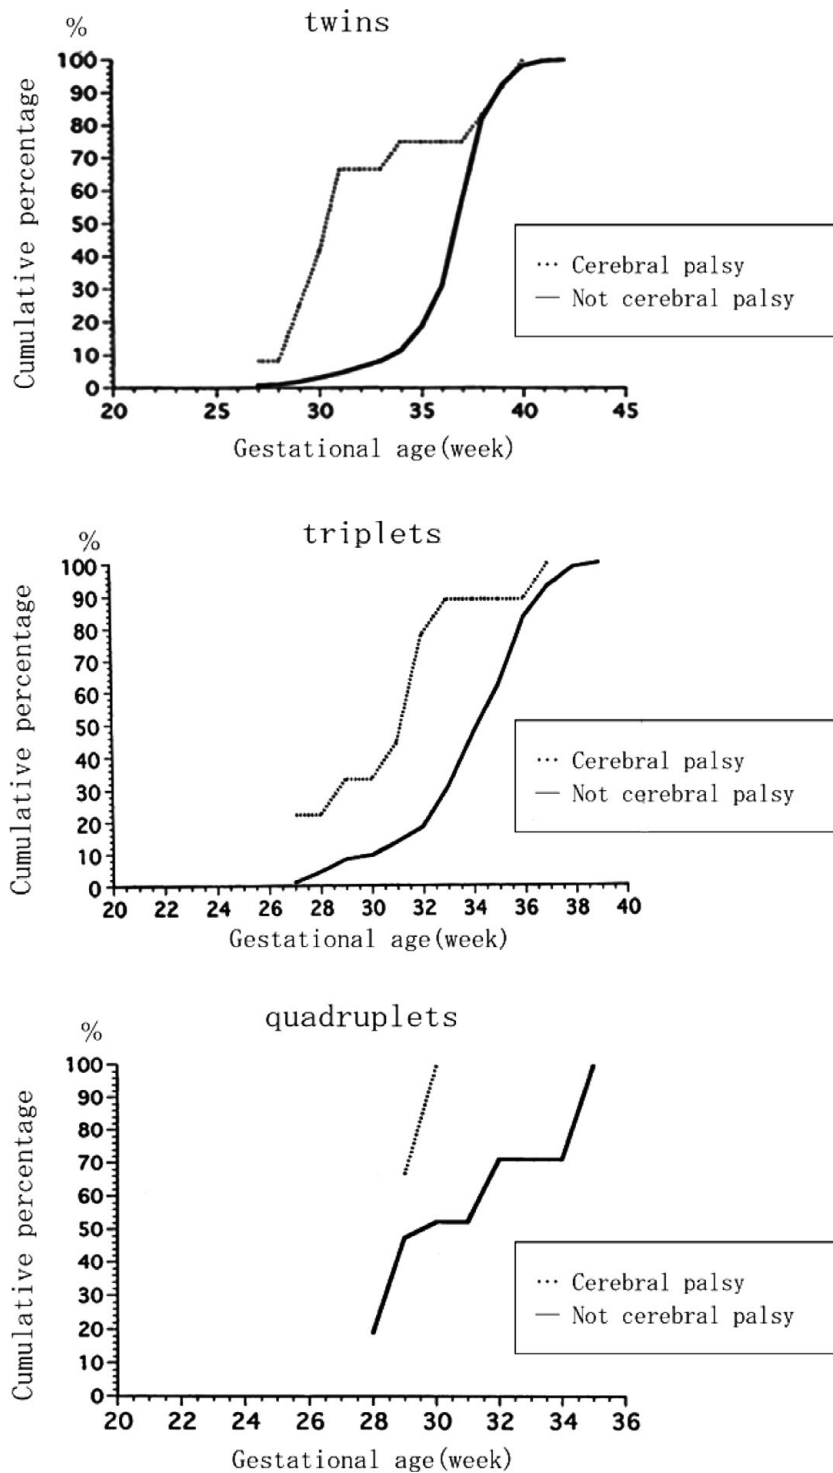 twins
%
100
90
80
70
60
50
40
30
20
10
0
Cumulative percentage
20 25 30 35 40 45
Gestational age(week)
··· Cerebral palsy
— Not cerebral palsy
triplets
%
100
90
80
70
60
50
40
30
20
10
0
Cumulative percentage
20 22 24 26 28 30 32 34 36 38 40
Gestational age(week)
··· Cerebral palsy
— Not cerebral palsy
quadruplets
%
100
90
80
70
60
50
40
30
20
10
0
Cumulative percentage
20 22 24 26 28 30 32 34 36
Gestational age(week)
··· Cerebral palsy
— Not cerebral palsy